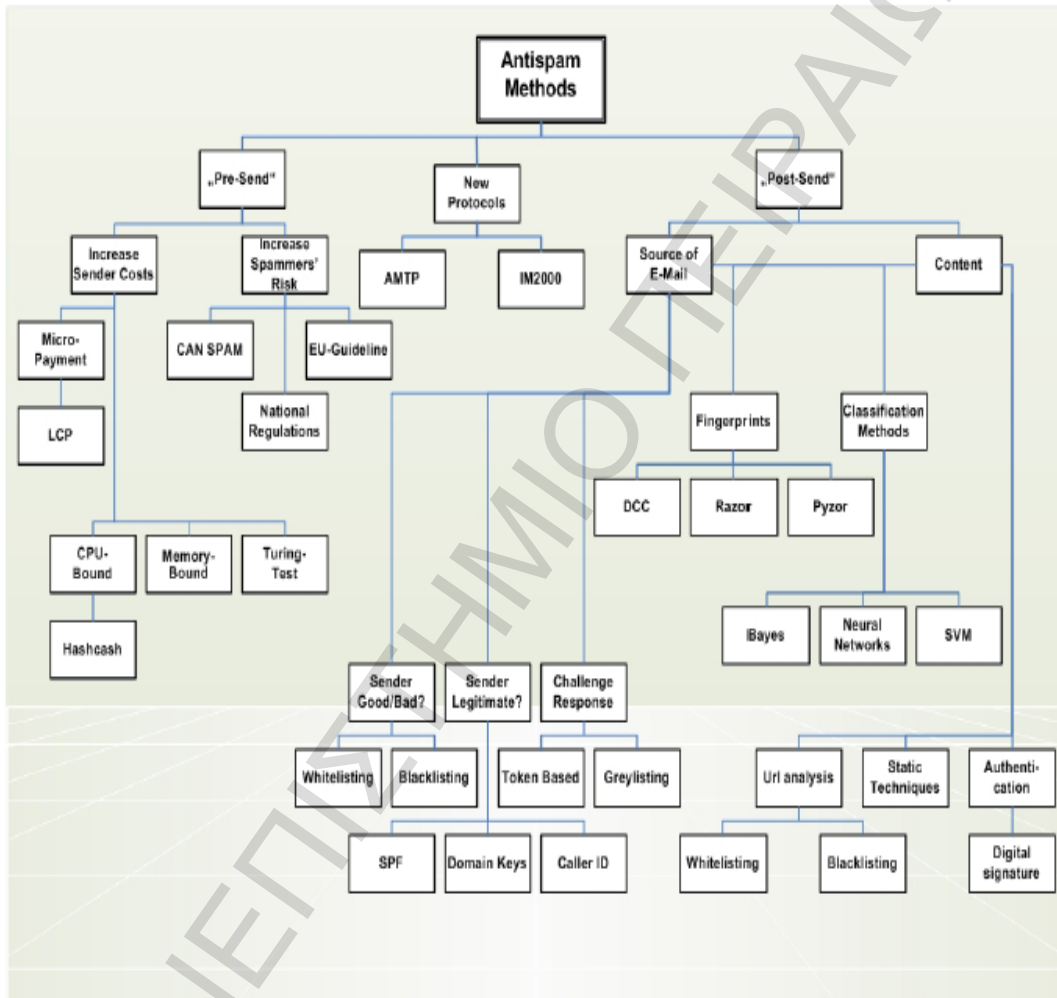 Antispam
Methods
„Pre-Send“
New
Protocols
„Post-Send“
Increase
Sender Costs
Increase
Spammers'
Risk
AMTP
IM2000
Source of
E-Mail
Content
Micro-
Payment
CAN SPAM
EU-Guideline
LCP
National
Regulations
Fingerprints
Classification
Methods
DCC
Razor
Pyzor
CPU-
Bound
Memory-
Bound
Turing-
Test
Hashcash
Bayes
Neural
Networks
SVM
Sender
Good/Bad?
Sender
Legitimate?
Challenge
Response
Whitelisting
Blacklisting
Token Based
Greylisting
Url analysis
Static
Techniques
Authenti-
cation
SPF
Domain Keys
Caller ID
Whitelisting
Blacklisting
Digital
signature
ΠΕΙΡΑΙΩ
ΙΕΠΙΣΤΗΜΙΟ